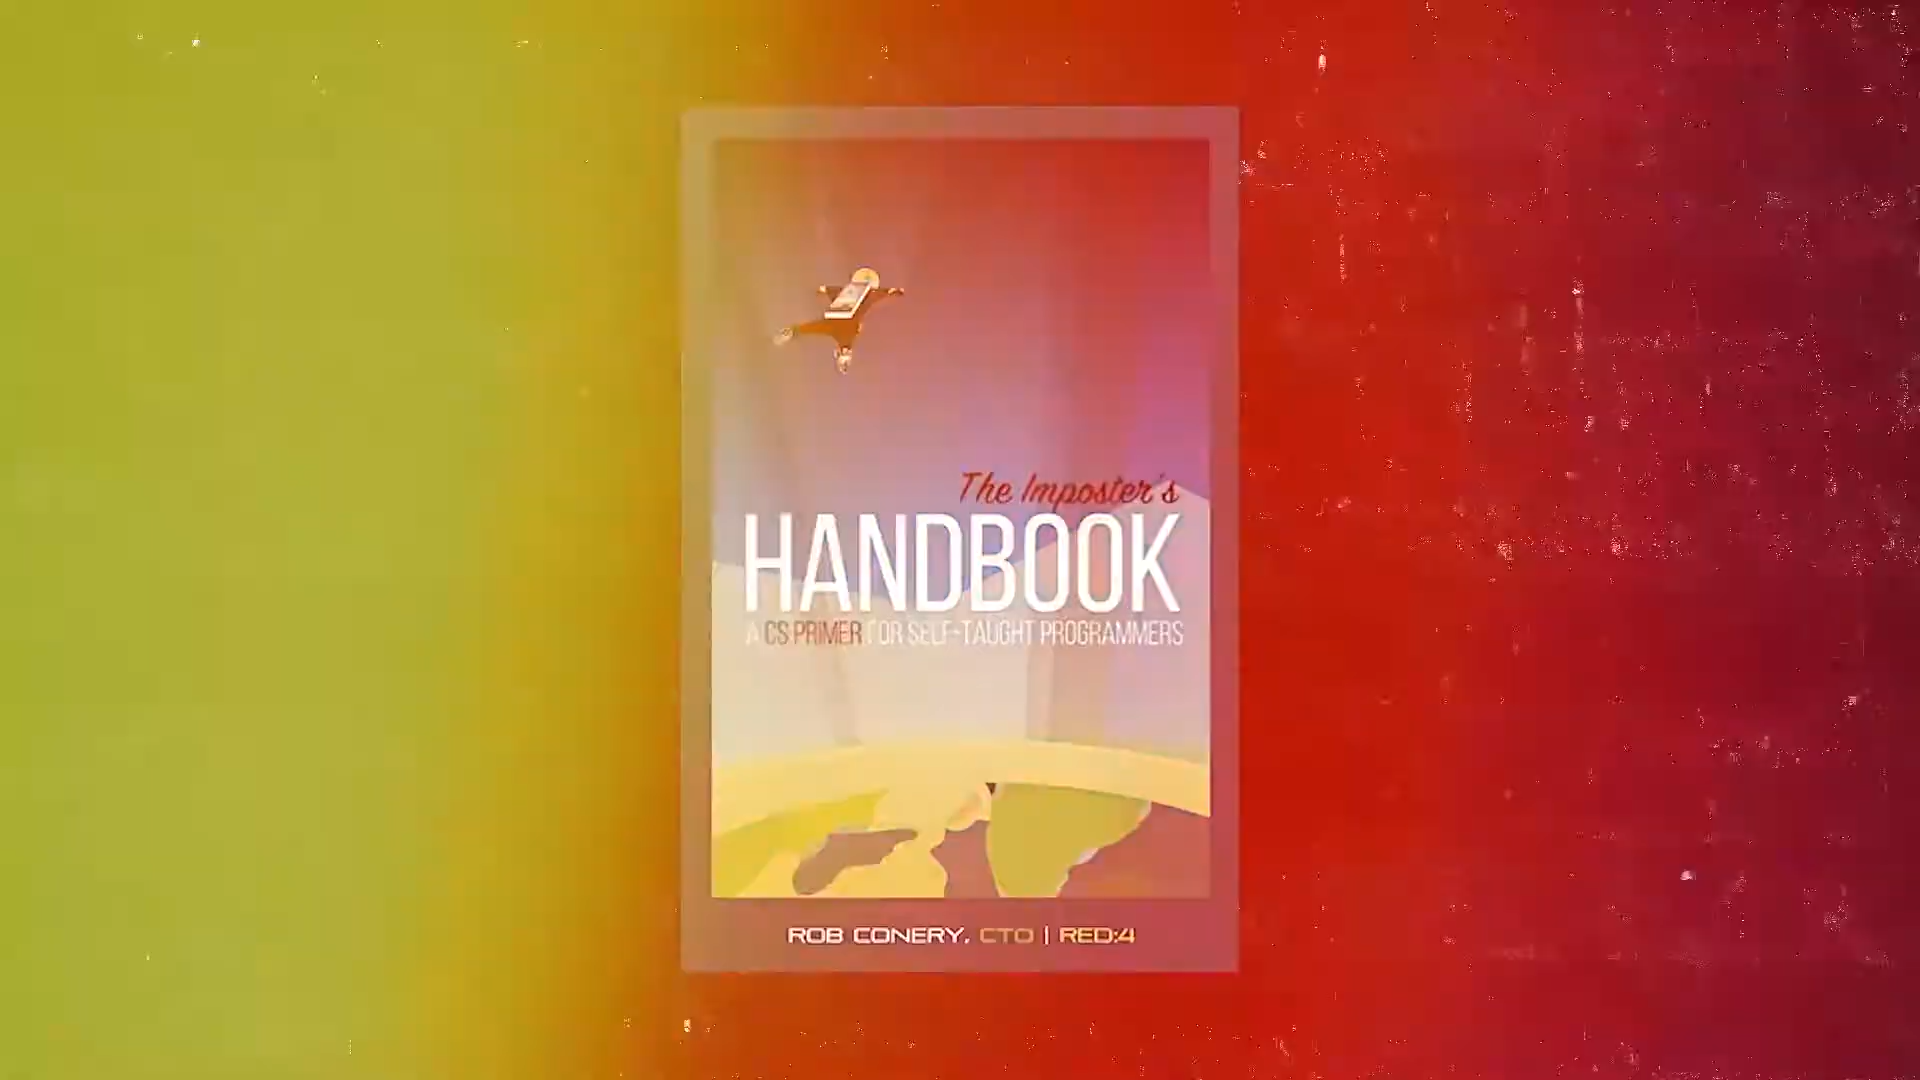 The Imposter's
HANDBOOK
A CS PRIMER FOR SELF-TAUGHT PROGRAMMERS
ROB CONERY, CTO | RED:4